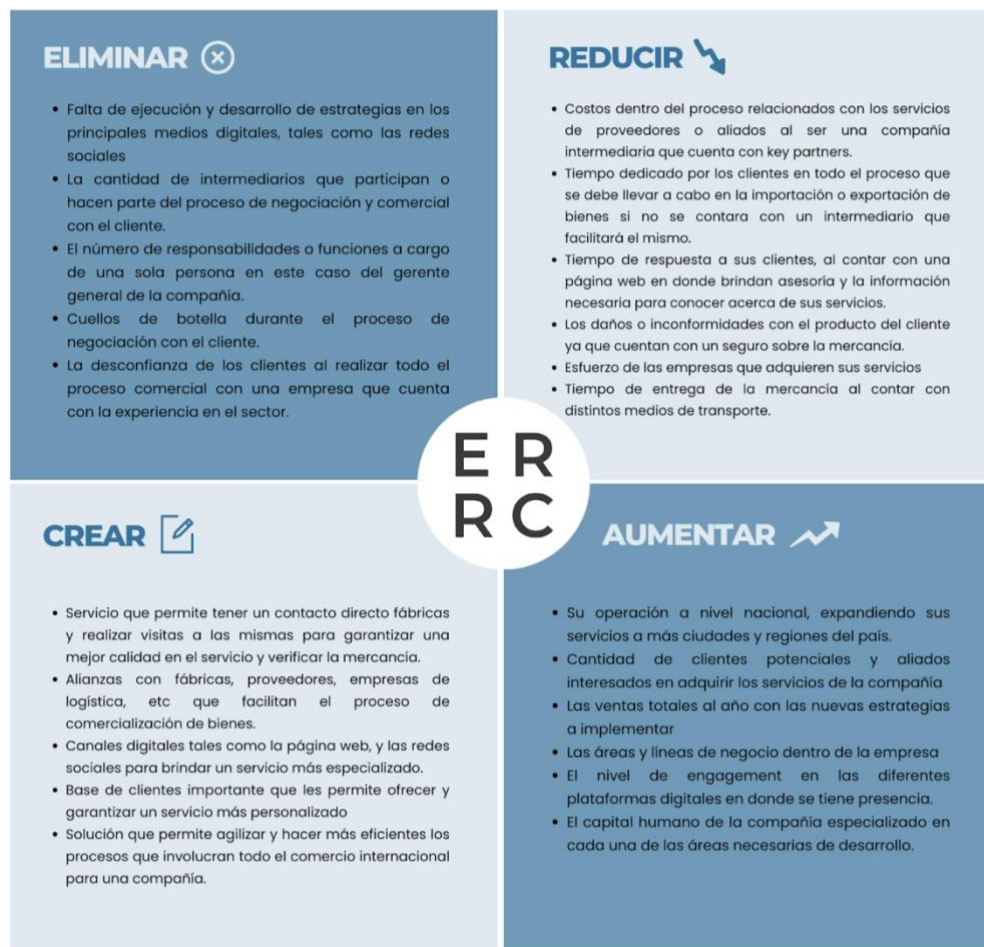 ELIMINAR
• Falta de ejecución y desarrollo de estrategias en los
principales medios digitales, tales como las redes
sociales
• La cantidad de intermediarios que participan o
hacen parte del proceso de negociación y comercial
con el cliente.
• El número de responsabilidades o funciones a cargo
de una sola persona en este caso del gerente
general de la compañía.
• Cuellos de botella durante el proceso de
negociación con el cliente.
• La desconfianza de los clientes al realizar todo el
proceso comercial con una empresa que cuenta
con la experiencia en el sector.
REDUCIR
• Costos dentro del proceso relacionados con los servicios
de proveedores o aliados al ser una compañía
intermediaria que cuenta con key partners.
• Tiempo dedicado por los clientes en todo el proceso que
se debe llevar a cabo en la importación o exportación de
bienes si no se contara con un intermediario que
facilitará el mismo.
• Tiempo de respuesta a sus clientes, al contar con una
página web en donde brindan asesoría y la información
necesaria para conocer acerca de sus servicios.
• Los daños o inconformidades con el producto del cliente
ya que cuentan con un seguro sobre la mercancía.
• Esfuerzo de las empresas que adquieren sus servicios
• Tiempo de entrega de la mercancía al contar con
distintos medios de transporte.
E R
R C
CREAR
• Servicio que permite tener un contacto directo fábricas
y realizar visitas a las mismas para garantizar una
mejor calidad en el servicio y verificar la mercancía.
• Alianzas con fábricas, proveedores, empresas de
logística, etc que facilitan el proceso de
comercialización de bienes.
• Canales digitales tales como la página web, y las redes
sociales para brindar un servicio más especializado.
• Base de clientes importante que les permite ofrecer y
garantizar un servicio más personalizado
• Solución que permite agilizar y hacer más eficientes los
procesos que involucran todo el comercio internacional
para una compañía.
AUMENTAR
• Su operación a nivel nacional, expandiendo sus
servicios a más ciudades y regiones del país.
• Cantidad de clientes potenciales y aliados
interesados en adquirir los servicios de la compañía
• Las ventas totales al año con las nuevas estrategias
a implementar
• Las áreas y líneas de negocio dentro de la empresa
• El nivel de engagement en las diferentes
plataformas digitales en donde se tiene presencia.
• El capital humano de la compañía especializado en
cada una de las áreas necesarias de desarrollo.